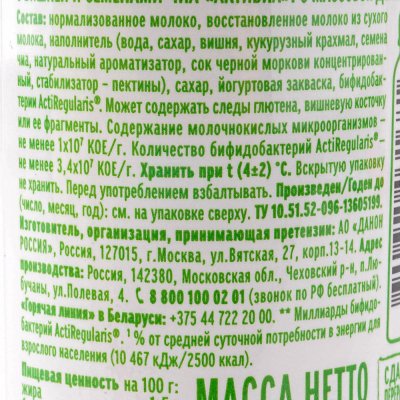 Состав: нормализованное молоко, восстановленное молоко из сухого
молока, наполнитель (вода, сахар, вишня, кукурузный крахмал, семена
чиа, натуральный ароматизатор, сок черной моркови концентрирован-
ный, стабилизатор - пектины), сахар, йогуртовая закваска, бифидобак-
терии ActiRegularis®. Может содержать следы глютена, вишневую косточку
или ее фрагменты. Содержание молочнокислых микроорганизмов –
не менее 1х10⁷ КОЕ/г. Количество бифидобактерий ActiRegularis® –
не менее 3,4х10⁷ КОЕ/г. Хранить при t (4±2) °С. Вскрытую упаковку
не хранить. Перед употреблением взбалтывать. Произведен/Годен до
(число, месяц, год): см. на упаковке сверху. ТУ 10.51.52-096-13605199.
Изготовитель, организация, принимающая претензии: АО «ДАНОН
РОССИЯ», Россия, 127015, г.Москва, ул.Вятская, 27, корп.13-14. Адрес
производства: Россия, 142380, Московская обл., Чеховский р-н, п.Лю-
бучаны, ул.Полевая, 4. 8 800 100 02 01 (звонок по РФ бесплатный).
«Горячая линия» в Беларуси: +375 44 722 20 00. ** Миллиарды бифидо-
бактерий ActiRegularis®. ¹ % от средней суточной потребности в энергии для
взрослого населения (10 467 кДж/2500 ккал).
Пищевая ценность на 100 г:
жира
МАССА НЕТТО